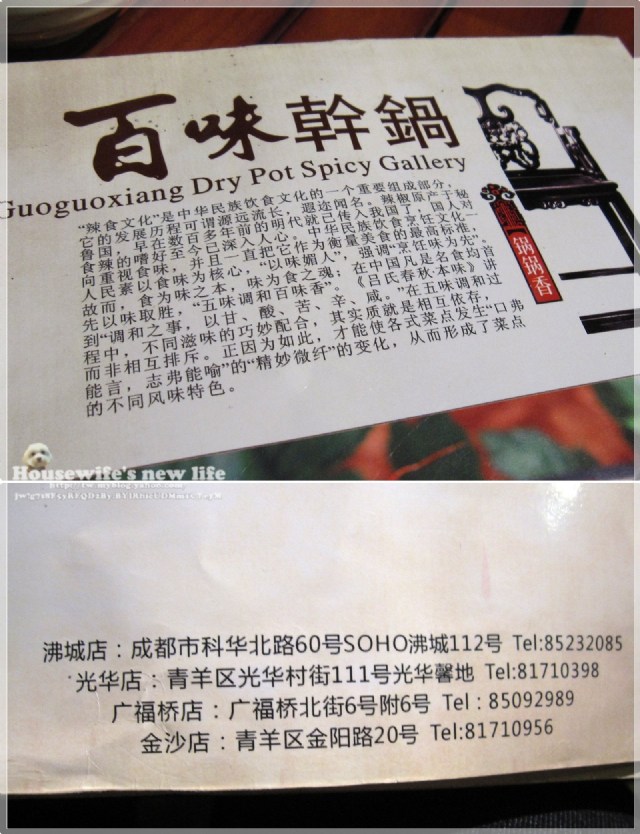 百味幹鍋
Guoguoxiang Dry Pot Spicy Gallery
“辣食文化”是中华民族饮食文化的一个重要组成部分，
它的发展历程可谓源远流长，遐迩闻名。辣椒原产于秘
鲁国，早在数百多年前的明代就已传入我国了，国人对
食辣的嗜好至今已深入人心。中华民族饮食烹饪文化一
向重视食味，并且一直把它作为衡量美食的最高标准，
人民素以食味为核心，“以味媚人”，强调“烹饪味为先”。
故而，食为味之本，味为食之魂；在中国凡是名食均首
先以味取胜，“五味调和百味香”。《吕氏春秋·本味》讲
到“调和之事，以甘、酸、苦、辛、咸。”在五味调和过
程中，不同滋味的巧妙配合，其实质就是相互依存，
而非相互排斥。正因为如此，才能使各式菜点发生“口弗
能言，志弗能喻”的“精妙微纤”的变化，从而形成了菜点
的不同风味特色。
锅锅香
Housewife's new life
沸城店：成都市科华北路60号SOHO沸城112号 Tel:85232085
光华店：青羊区光华村街111号光华馨地 Tel:81710398
广福桥店：广福桥北街6号附6号 Tel：85092989
金沙店：青羊区金阳路20号 Tel:81710956